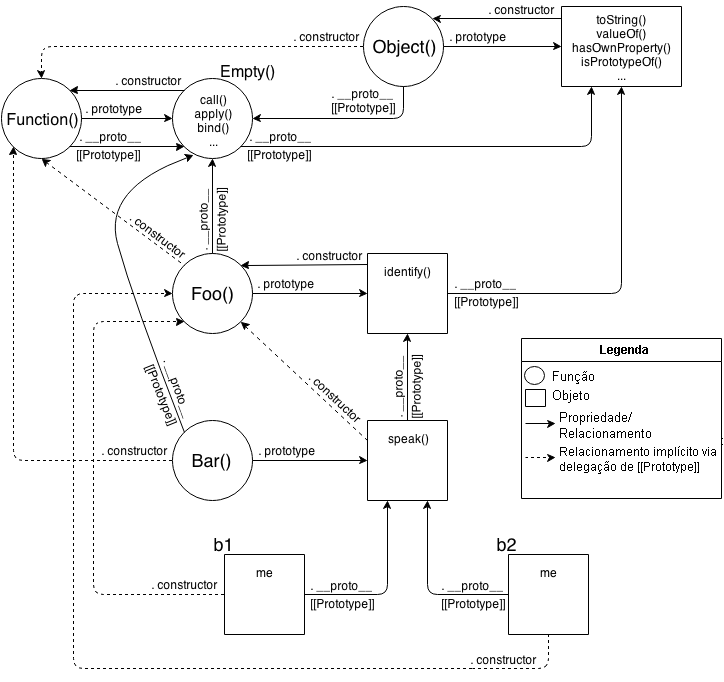 . constructor
toString()
valueOf()
hasOwnProperty()
isPrototypeOf()
...
. constructor
Object()
. prototype
Empty()
. constructor
. __proto__
[[Prototype]]
Function()
. prototype
call()
apply()
bind()
...
. __proto__
[[Prototype]]
. __proto__
[[Prototype]]
. __proto__
[[Prototype]]
. constructor
. constructor
Foo()
. prototype
identify()
. __proto__
[[Prototype]]
. __proto__
[[Prototype]]
. constructor
. __proto__
[[Prototype]]
Legenda
Função
Objeto
Propriedade/
Relacionamento
Relacionamento implícito via
delegação de [[Prototype]]
. constructor
Bar()
. prototype
speak()
b1
b2
me
me
. constructor
. __proto__
[[Prototype]]
. __proto__
[[Prototype]]
. constructor